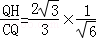 QH/CQ = 2√3/3 × 1/√6